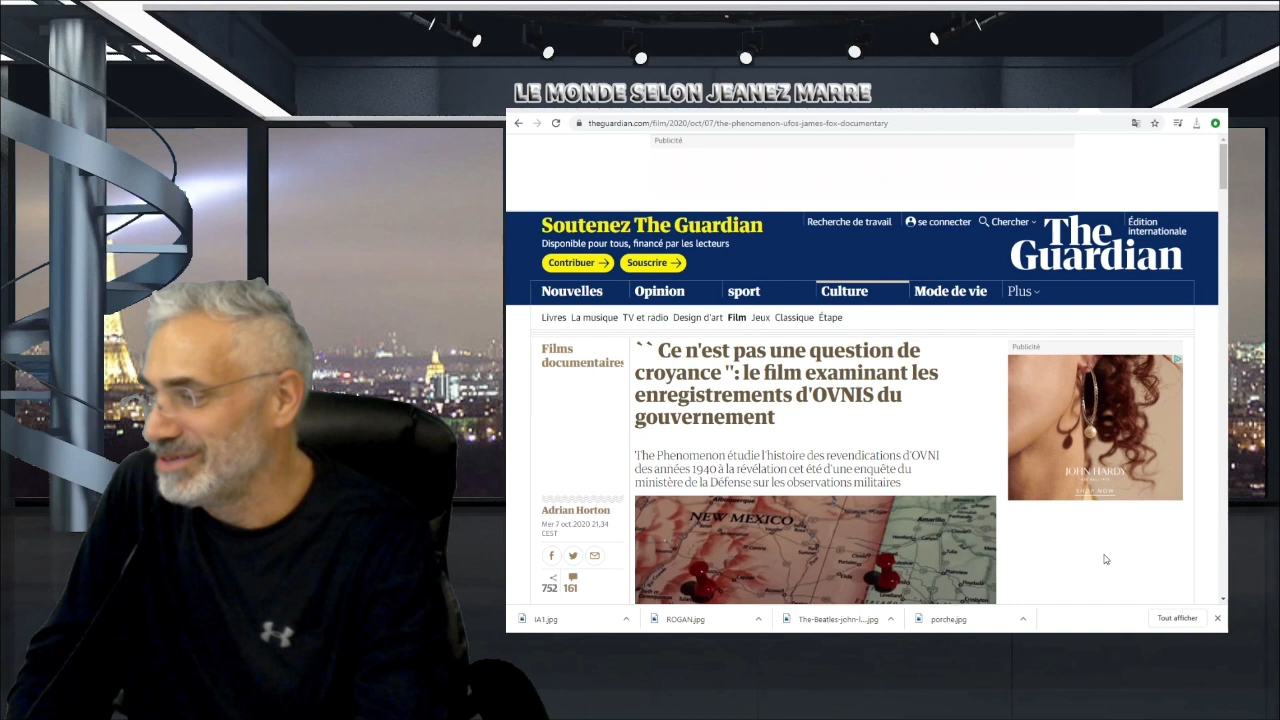 LE MONDE SELON JEANEZ MARRE
theguardian.com/film/2020/oct/07/the-phenomenon-ufos-james-fox-documentary
Publicité
Soutenez The Guardian
Disponible pour tous, financé par les lecteurs
Contribuer → Souscrire →
Recherche de travail se connecter Chercher
Édition
internationale
The
Guardian
Nouvelles Opinion sport Culture Mode de vie Plus
Livres La musique TV et radio Design d'art Film Jeux Classique Étape
Films
documentaires
`` Ce n'est pas une question de
croyance '': le film examinant les
enregistrements d'OVNIS du
gouvernement
The Phenomenon étudie l'histoire des revendications d'OVNI
des années 1940 à la révélation cet été d'une enquête du
ministère de la Défense sur les observations militaires
Adrian Horton
Mer 7 oct. 2020 21,34
CEST
752 161
Albuquerque
NEW MEXICO
Amarillo
Publicité
JOHN HARDY
SHOP NOW
IA1.jpg ROGAN.jpg The-Beatles-john-l....jpg porche.jpg Tout afficher